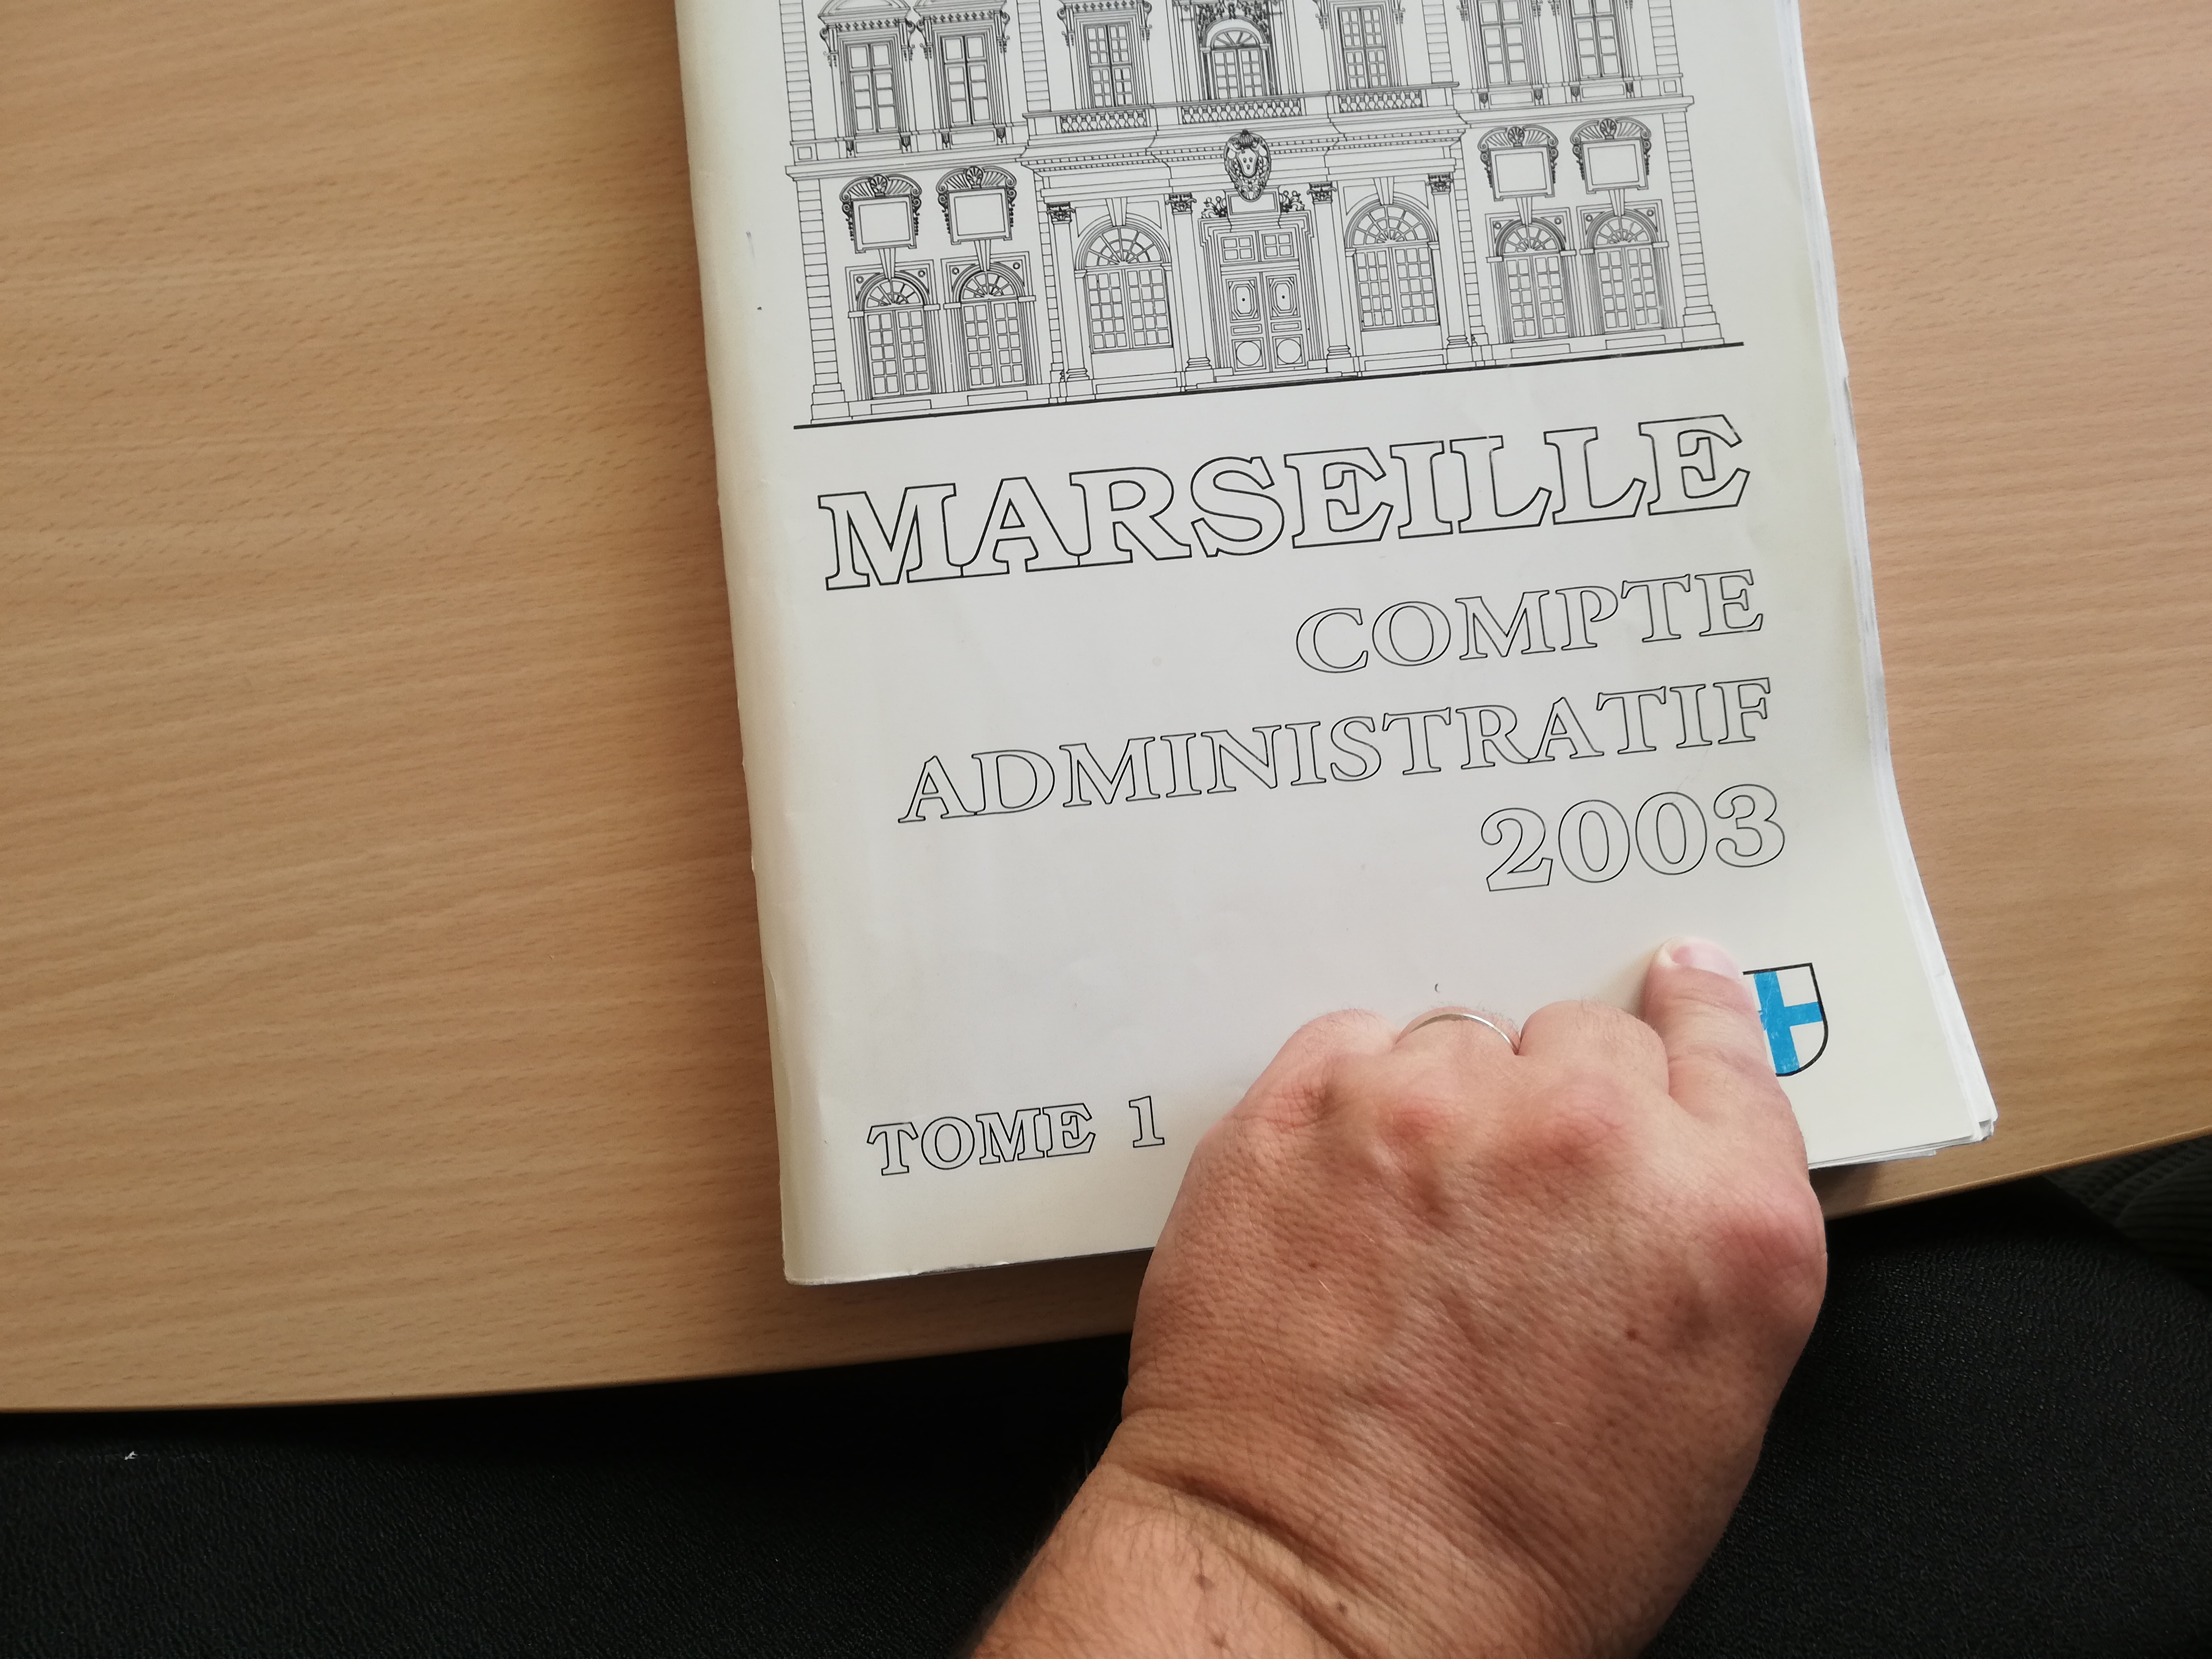 MARSEILLE
COMPTE
ADMINISTRATIF
2003
TOME 1